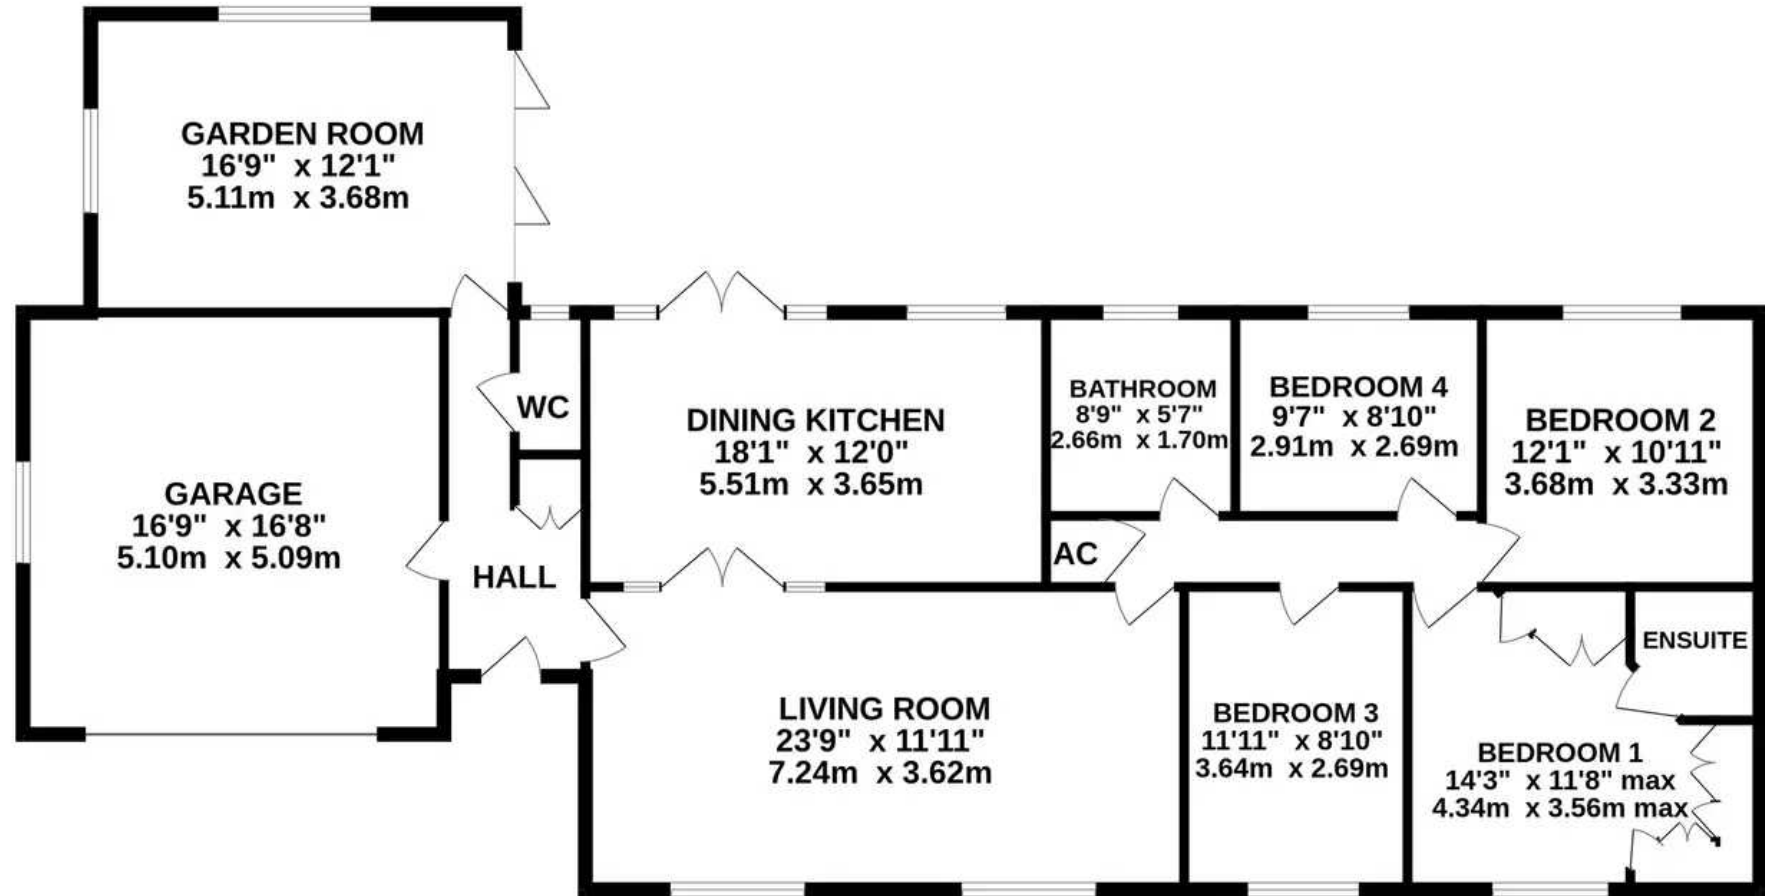 GARDEN ROOM
16'9" x 12'1"
5.11m x 3.68m
GARAGE
16'9" x 16'8"
5.10m x 5.09m
HALL
WC
DINING KITCHEN
18'1" x 12'0"
5.51m x 3.65m
LIVING ROOM
23'9" x 11'11"
7.24m x 3.62m
BATHROOM
8'9" x 5'7"
2.66m x 1.70m
AC
BEDROOM 4
9'7" x 8'10"
2.91m x 2.69m
BEDROOM 2
12'1" x 10'11"
3.68m x 3.33m
BEDROOM 3
11'11" x 8'10"
3.64m x 2.69m
ENSUITE
BEDROOM 1
14'3" x 11'8" max
4.34m x 3.56m max